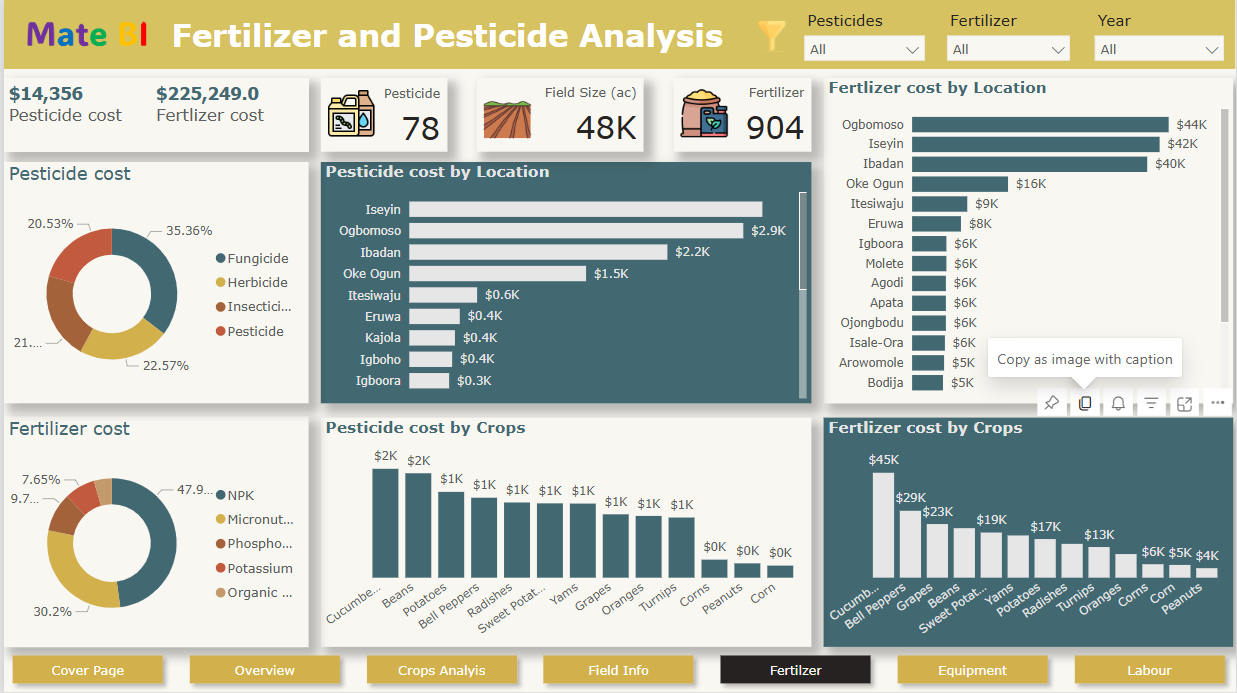 Mate BI
Fertilizer and Pesticide Analysis
Pesticides
All
Fertilizer
All
Year
All
$14,356
Pesticide cost
$225,249.0
Fertlizer cost
Pesticide
78
Field Size (ac)
48K
Fertilizer
904
Fertlizer cost by Location
Ogbomoso $44K
Iseyin $42K
Ibadan $40K
Oke Ogun $16K
Itesiwaju $9K
Eruwa $8K
Igboora $6K
Molete $6K
Agodi $6K
Apata $6K
Ojongbodu $6K
Isale-Ora $6K
Arowomole $5K
Bodija $5K
Copy as image with caption
Pesticide cost
20.53%
35.36%
21....
22.57%
Fungicide
Herbicide
Insectici...
Pesticide
Pesticide cost by Location
Iseyin
Ogbomoso $2.9K
Ibadan $2.2K
Oke Ogun $1.5K
Itesiwaju $0.6K
Eruwa $0.4K
Kajola $0.4K
Igboho $0.4K
Igboora $0.3K
Fertilizer cost
7.65%
9.7...
47.9...
30.2%
NPK
Micronut...
Phospho...
Potassium
Organic ...
Pesticide cost by Crops
$2K $2K $1K $1K $1K $1K $1K $1K $1K $1K $0K $0K $0K
Cucumbe... Beans Potatoes Bell Peppers Radishes Sweet Potat... Yams Grapes Oranges Turnips Corns Peanuts Corn
Fertlizer cost by Crops
$45K $29K $23K $19K $17K $13K $6K $5K $4K
Cucumb... Bell Peppers Grapes Beans Sweet Potat... Yams Potatoes Radishes Turnips Oranges Corns Corn Peanuts
Cover Page
Overview
Crops Analyis
Field Info
Fertilzer
Equipment
Labour